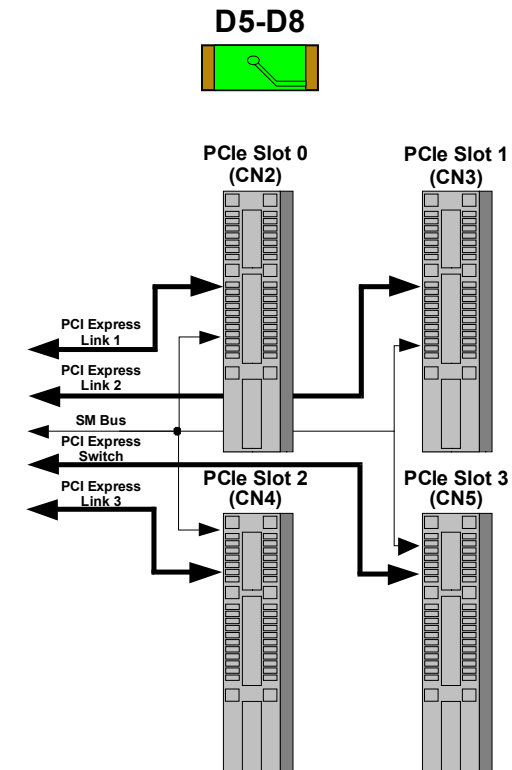 D5-D8
PCIe Slot 0
(CN2)
PCIe Slot 1
(CN3)
PCI Express
Link 1
PCI Express
Link 2
SM Bus
PCI Express
Switch
PCI Express
Link 3
PCIe Slot 2
(CN4)
PCIe Slot 3
(CN5)